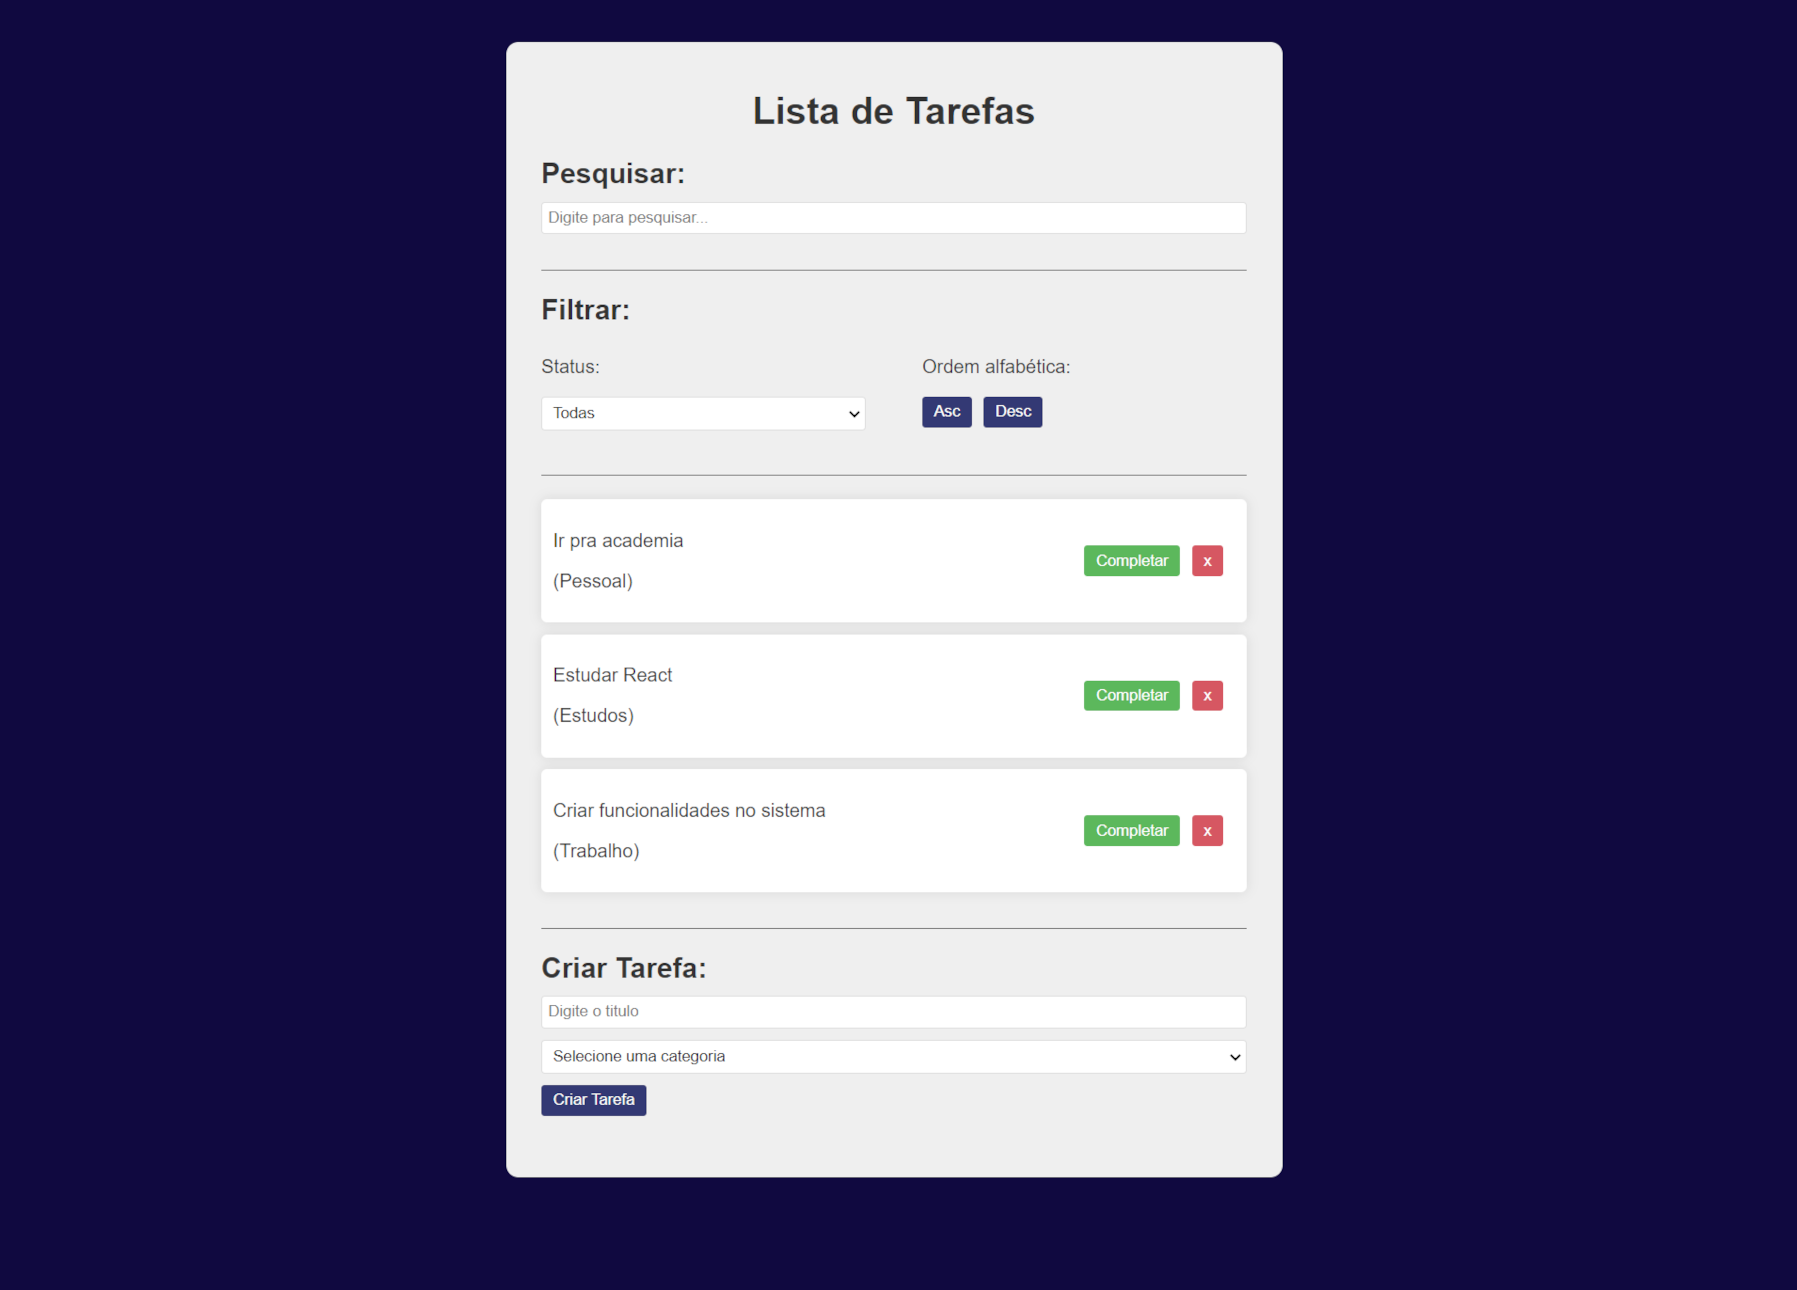 Lista de Tarefas
Pesquisar:
Digite para pesquisar...
Filtrar:
Status:
Todas
Ordem alfabética:
Asc
Desc
Ir pra academia
(Pessoal)
Completar
x
Estudar React
(Estudos)
Completar
x
Criar funcionalidades no sistema
(Trabalho)
Completar
x
Criar Tarefa:
Digite o titulo
Selecione uma categoria
Criar Tarefa